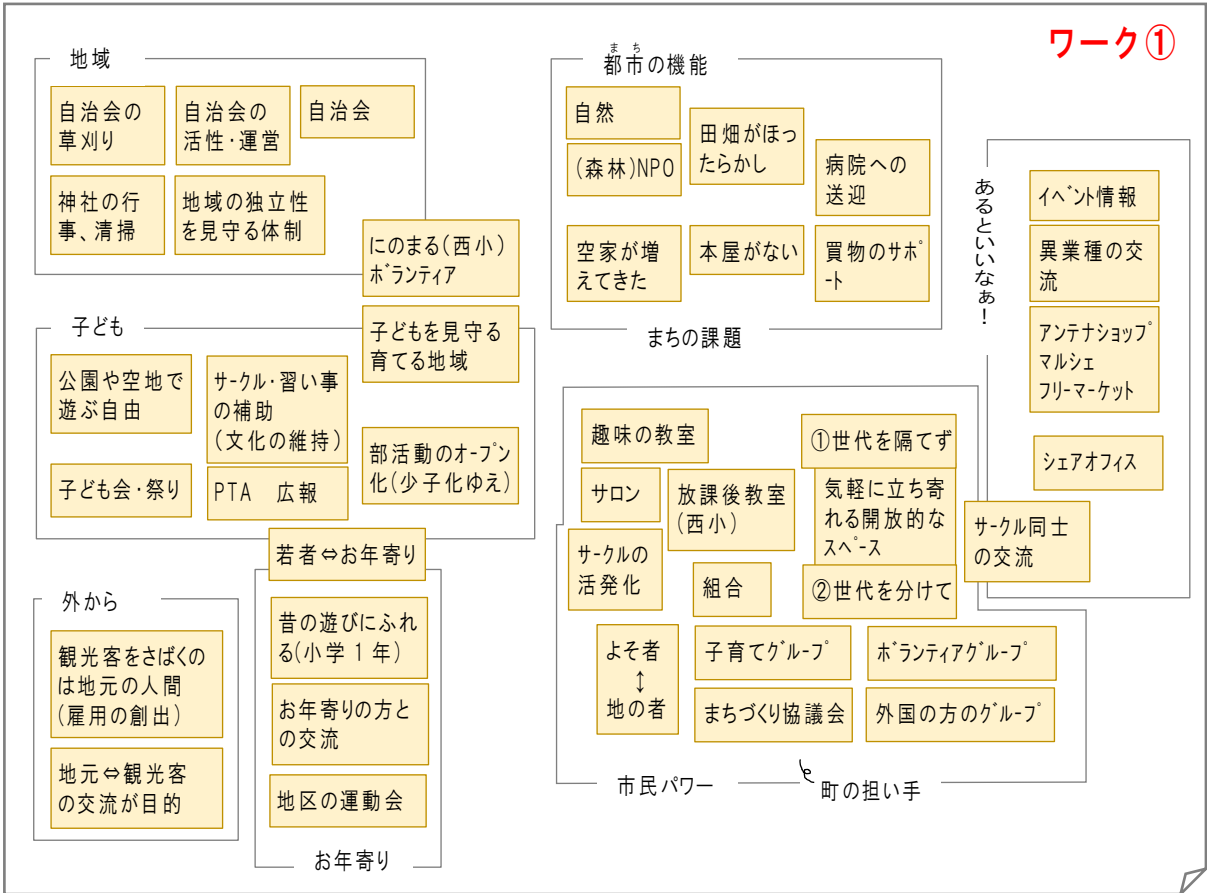 ワーク①
地域
自治会の
草刈り
自治会の
活性・運営
自治会
神社の行
事、清掃
地域の独立性
を見守る体制
にのまる(西小)
ボランティア
子ども
子どもを見守る
育てる地域
公園や空地で
遊ぶ自由
サークル・習い事
の補助
(文化の維持)
部活動のオープン
化(少子化ゆえ)
子ども会・祭り
PTA 広報
若者⇔お年寄り
昔の遊びにふれ
る(小学1年)
お年寄りの方と
の交流
地区の運動会
お年寄り
外から
観光客をさばくの
は地元の人間
(雇用の創出)
地元⇔観光客
の交流が目的
まち
都市の機能
自然
(森林)NPO
田畑がほっ
たらかし
病院への
送迎
空家が増
えてきた
本屋がない
買物のサポ
ート
まちの課題
あるといいなぁ!
イベント情報
異業種の交
流
アンテナショップ
マルシェ
フリーマーケット
シェアオフィス
サークル同士
の交流
趣味の教室
サロン
放課後教室
(西小)
サークルの
活発化
組合
①世代を隔てず
気軽に立ち寄
れる開放的な
スペース
②世代を分けて
よそ者
↕
地の者
子育てグループ
ボランティアグループ
まちづくり協議会
外国の方のグループ
市民パワー
町の担い手